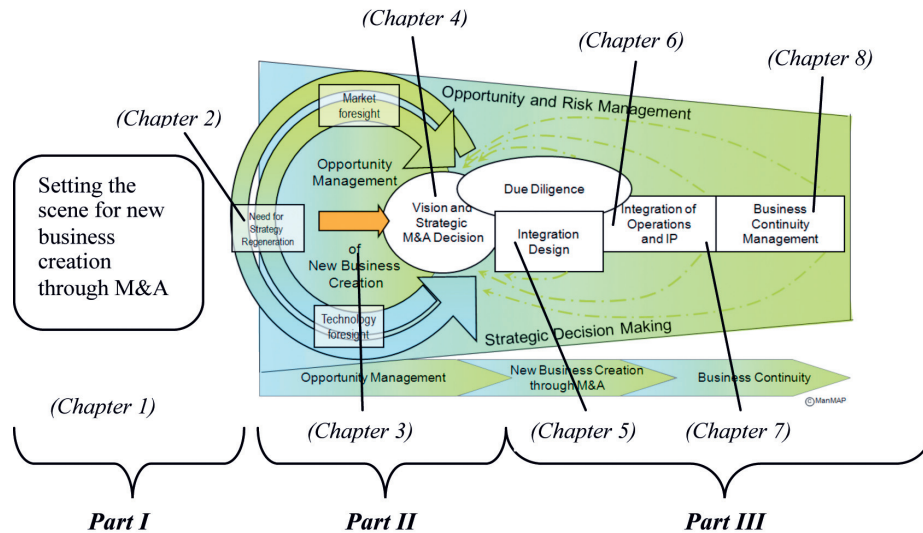 (Chapter 4)
(Chapter 6)
(Chapter 8)
(Chapter 2)
Market
foresight
Opportunity and Risk Management
Opportunity
Management
Setting the
scene for new
business
creation
through M&A
Need for
Strategy
Regeneration
Vision and
Strategic
M&A Decision
Due Diligence
Integration
Design
Integration of
Operations
and IP
Business
Continuity
Management
of
New Business
Creation
Technology
foresight
Strategic Decision Making
Opportunity Management
New Business Creation
through M&A
Business Continuity
©ManMAP
(Chapter 1)
(Chapter 3)
(Chapter 5)
(Chapter 7)
Part I
Part II
Part III